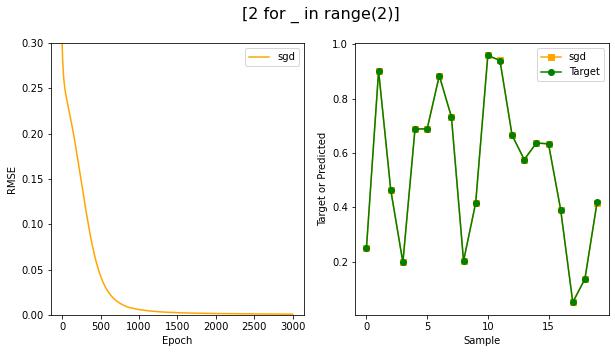 [2 for _ in range(2)]
0.30
0.25
0.20
0.15
0.10
0.05
0.00
RMSE
0
500
1000
1500
2000
2500
3000
Epoch
sgd
1.0
0.8
0.6
0.4
0.2
Target or Predicted
0
5
10
15
Sample
sgd
Target